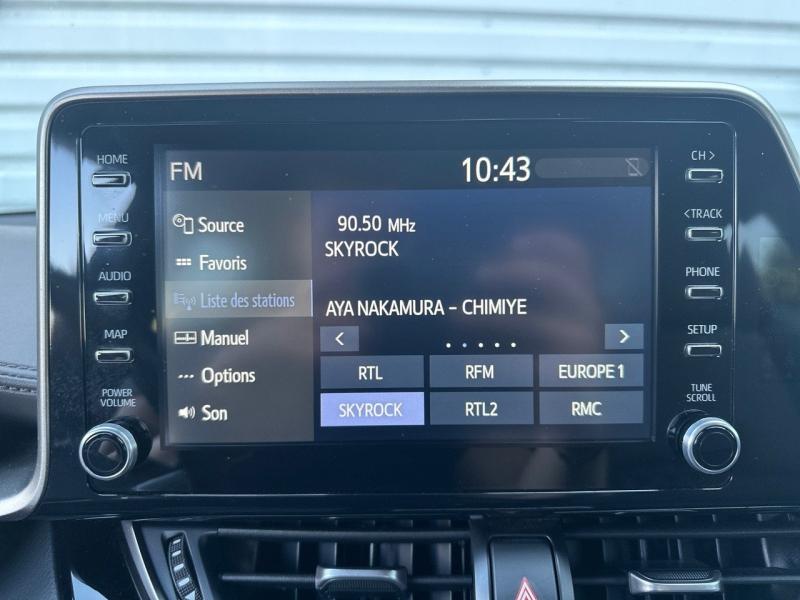 HOME
MENU
AUDIO
MAP
POWER
VOLUME
FM
10:43
Source
Favoris
Liste des stations
Manuel
Options
Son
90.50 MHz
SKYROCK
AYA NAKAMURA - CHIMIYE
< >
RTL RFM EUROPE 1
SKYROCK RTL2 RMC
CH >
< TRACK
PHONE
SETUP
TUNE
SCROLL